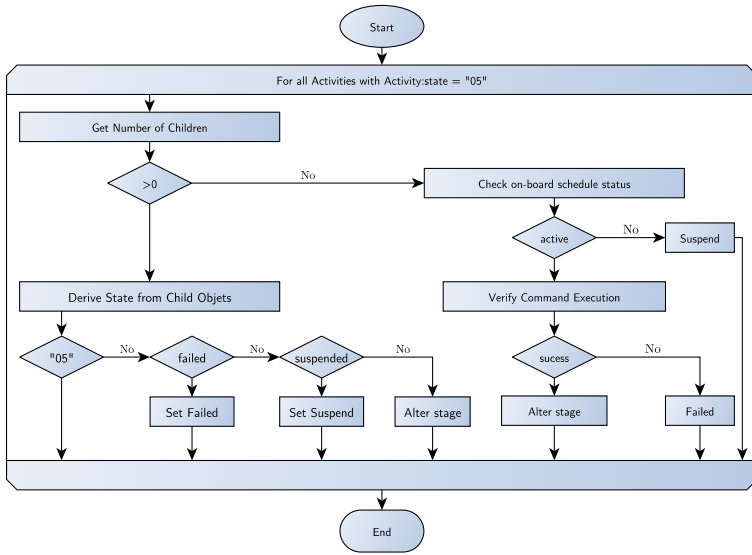 Start
For all Activities with Activity:state = "05"
Get Number of Children
>0
No
Check on-board schedule status
active
No
Suspend
Derive State from Child Objets
Verify Command Execution
"05"
No
failed
No
suspended
No
sucess
No
Set Failed
Set Suspend
Alter stage
Alter stage
Failed
End